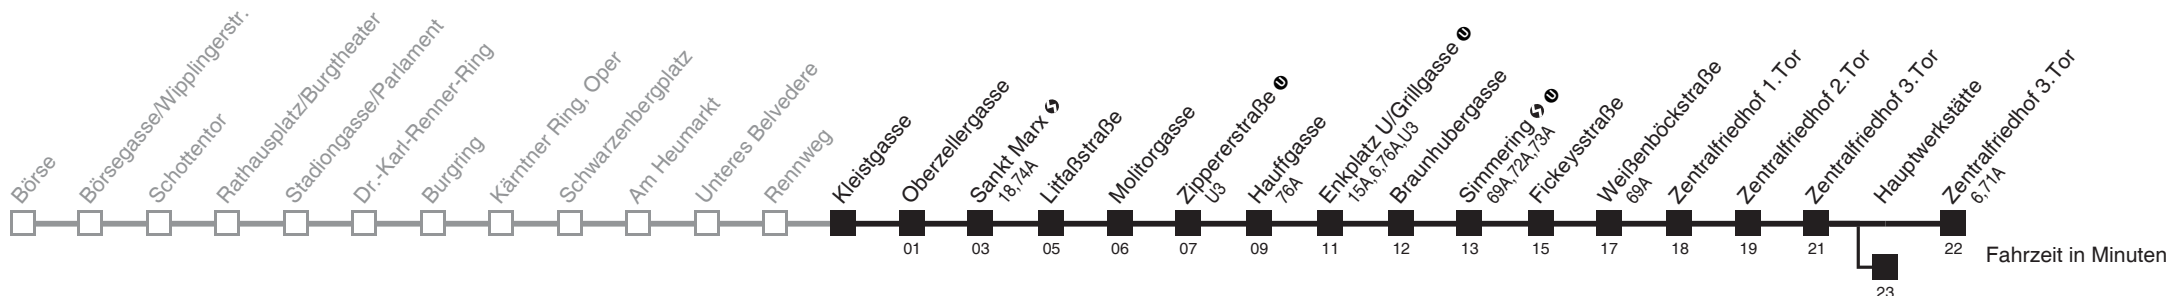 Börse
Börsegasse/Wipplingerstr.
Schottentor
Rathausplatz/Burgtheater
Stadiongasse/Parlament
Dr.-Karl-Renner-Ring
Burgring
Kärntner Ring, Oper
Schwarzenbergplatz
Am Heumarkt
Unteres Belvedere
Rennweg
Kleistgasse
Oberzellergasse
01
Sankt Marx S
18,74A
03
Litfaßstraße
05
Molitorgasse
06
Zippererstraße U
U3
07
Hauffgasse
76A
09
Enkplatz U/Grillgasse U
15A,6,76A,U3
11
Braunhubergasse
12
Simmering S U
69A,72A,73A
13
Fickeysstraße
15
Weißenböckstraße
69A
17
Zentralfriedhof 1.Tor
18
Zentralfriedhof 2.Tor
19
Zentralfriedhof 3.Tor
21
Hauptwerkstätte
23
Zentralfriedhof 3.Tor
6,71A
22
Fahrzeit in Minuten